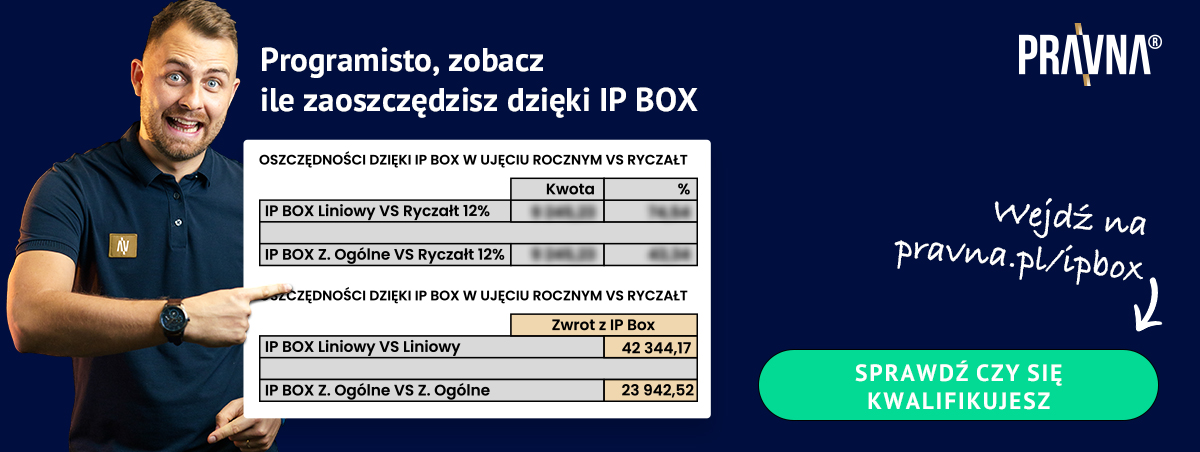 Programisto, zobacz
ile zaoszczędzisz dzięki IP BOX
PRAVNA®
OSZCZĘDNOŚCI DZIĘKI IP BOX W UJĘCIU ROCZNYM VS RYCZAŁT
Kwota %
IP BOX Liniowy VS Ryczałt 12%
IP BOX Z. Ogólne VS Ryczałt 12%
OSZCZĘDNOŚCI DZIĘKI IP BOX W UJĘCIU ROCZNYM VS RYCZAŁT
Zwrot z IP Box
IP BOX Liniowy VS Liniowy 42 344,17
IP BOX Z. Ogólne VS Z. Ogólne 23 942,52
Wejdź na
pravna.pl/ipbox
SPRAWDŹ CZY SIĘ
KWALIFIKUJESZ